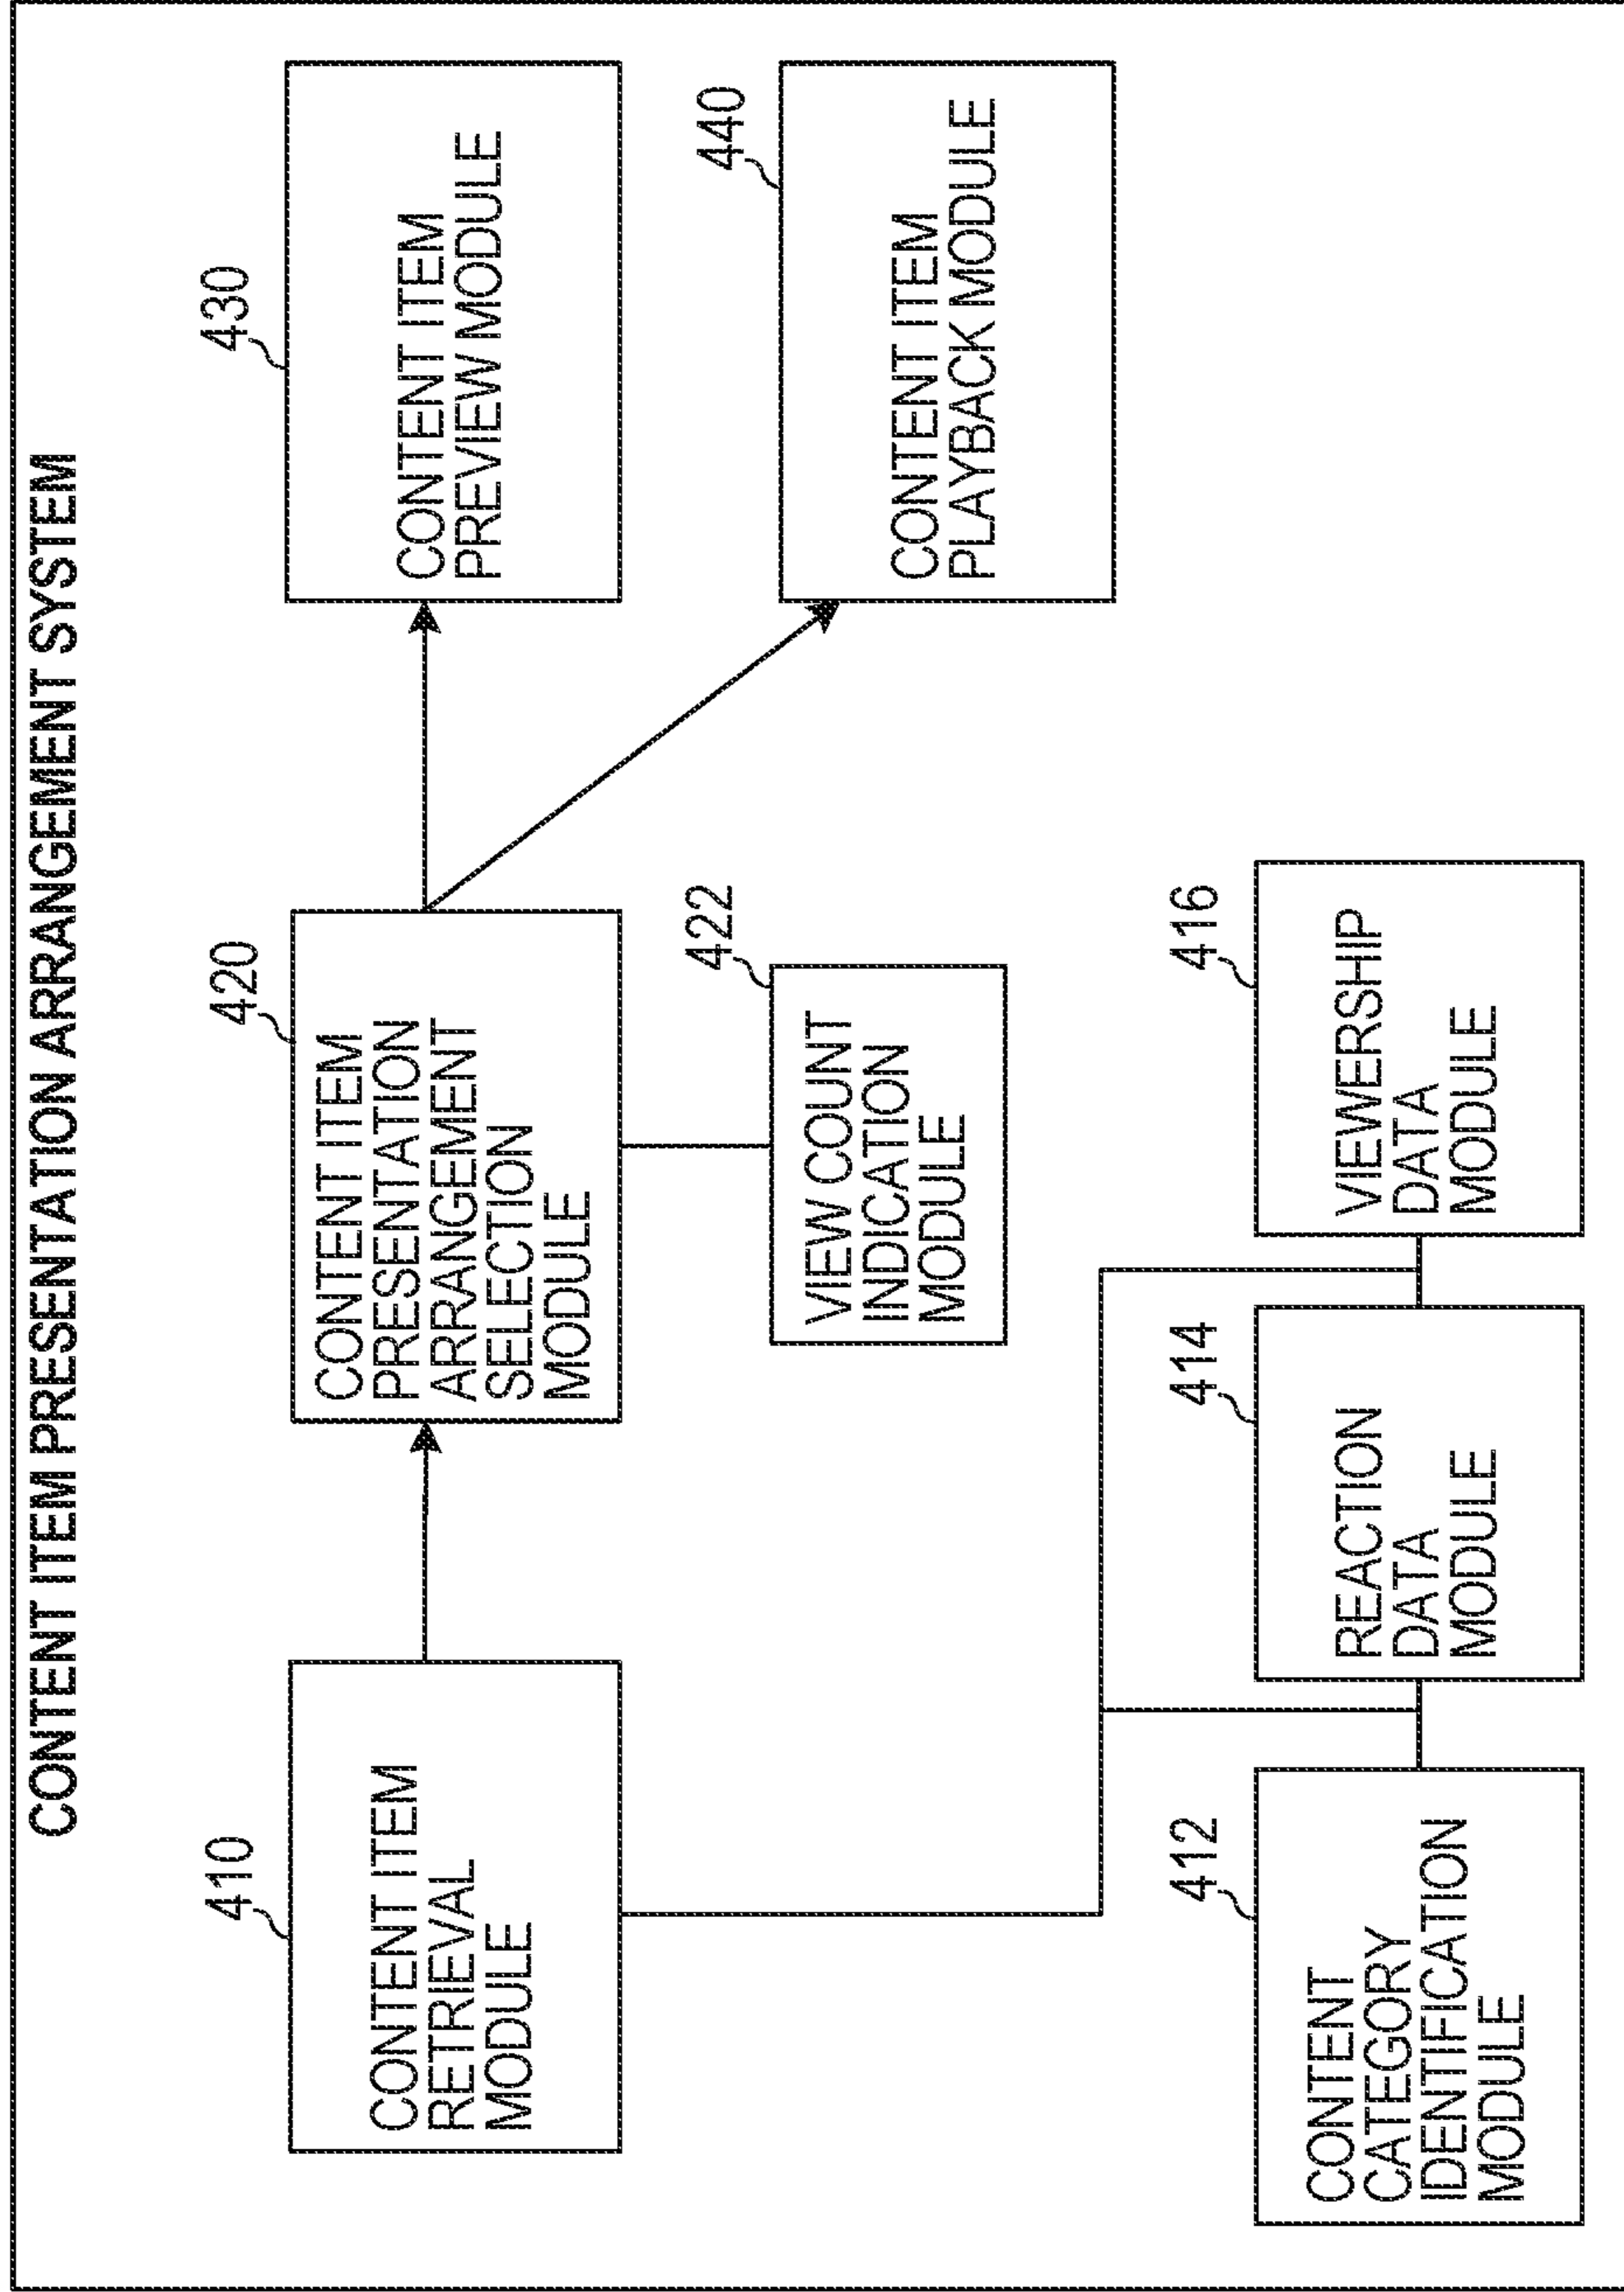 CONTENT ITEM PRESENTATION ARRANGEMENT SYSTEM
410
CONTENT ITEM
RETRIEVAL
MODULE
420
CONTENT ITEM
PRESENTATION
ARRANGEMENT
SELECTION
MODULE
430
CONTENT ITEM
PREVIEW MODULE
422
VIEW COUNT
INDICATION
MODULE
440
CONTENT ITEM
PLAYBACK MODULE
412
CONTENT
CATEGORY
IDENTIFICATION
MODULE
414
REACTION
DATA
MODULE
416
VIEWERSHIP
DATA
MODULE